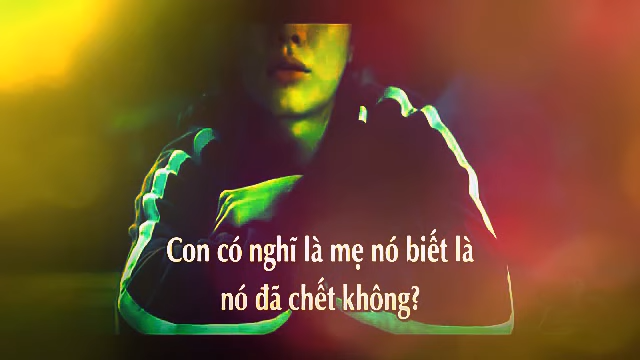 Con có nghĩ là mẹ nó biết là
nó đã chết không?